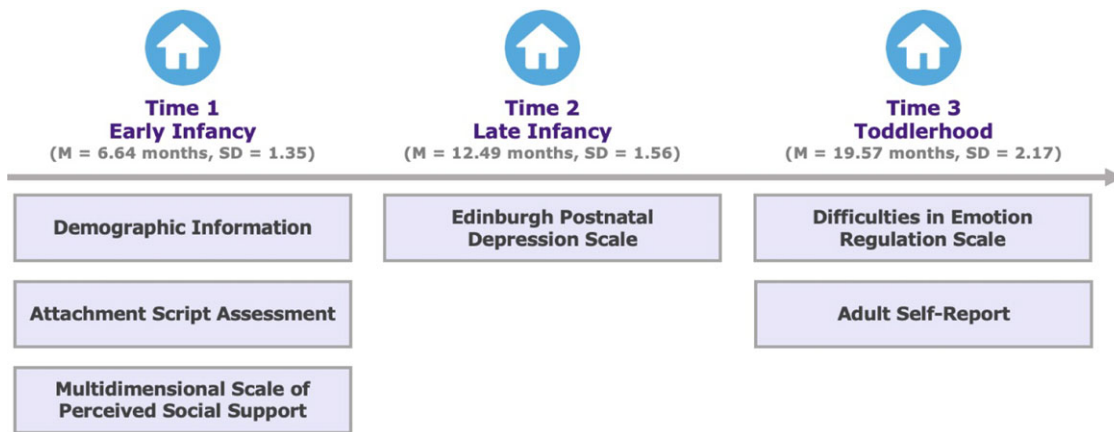 Time 1
Early Infancy
(M = 6.64 months, SD = 1.35)
Time 2
Late Infancy
(M = 12.49 months, SD = 1.56)
Time 3
Toddlerhood
(M = 19.57 months, SD = 2.17)
Demographic Information
Attachment Script Assessment
Multidimensional Scale of
Perceived Social Support
Edinburgh Postnatal
Depression Scale
Difficulties in Emotion
Regulation Scale
Adult Self-Report